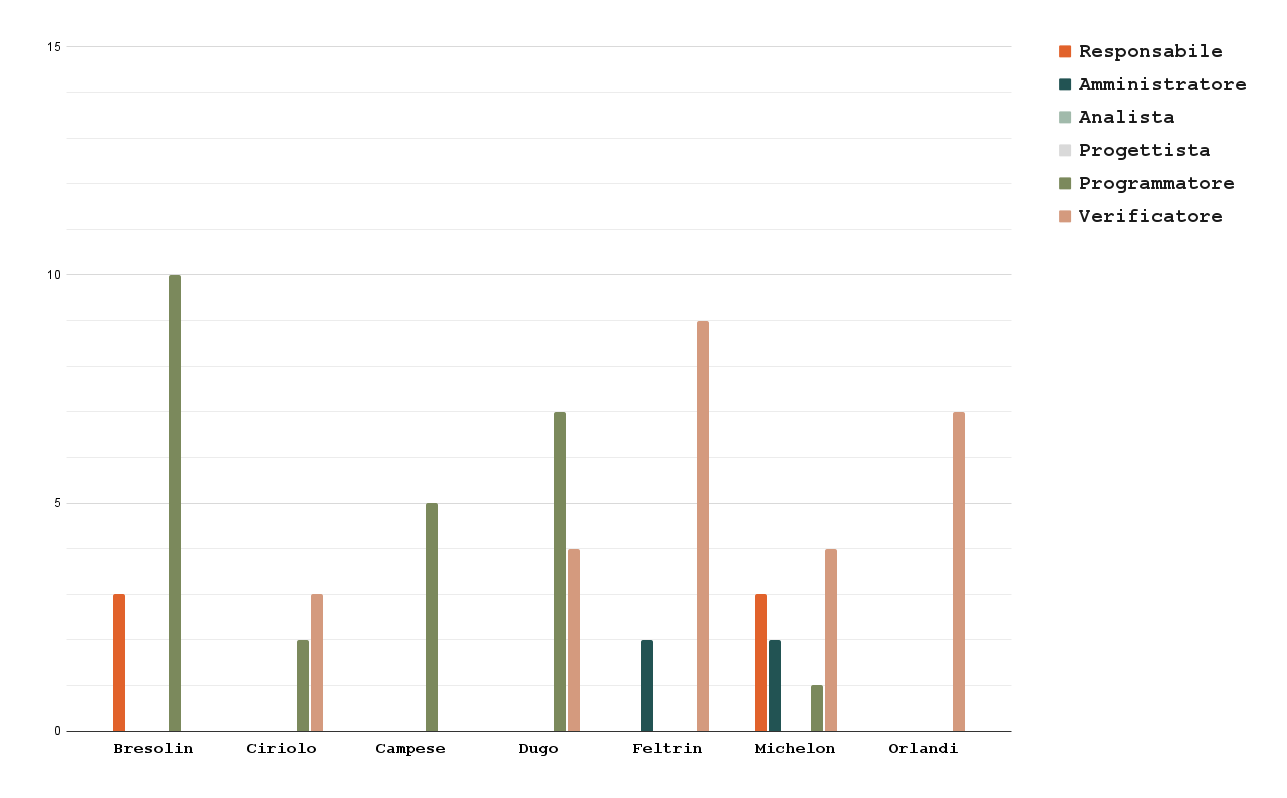 15
10
5
0
Bresolin Ciriolo Campese Dugo Feltrin Michelon Orlandi
Responsabile
Amministratore
Analista
Progettista
Programmatore
Verificatore